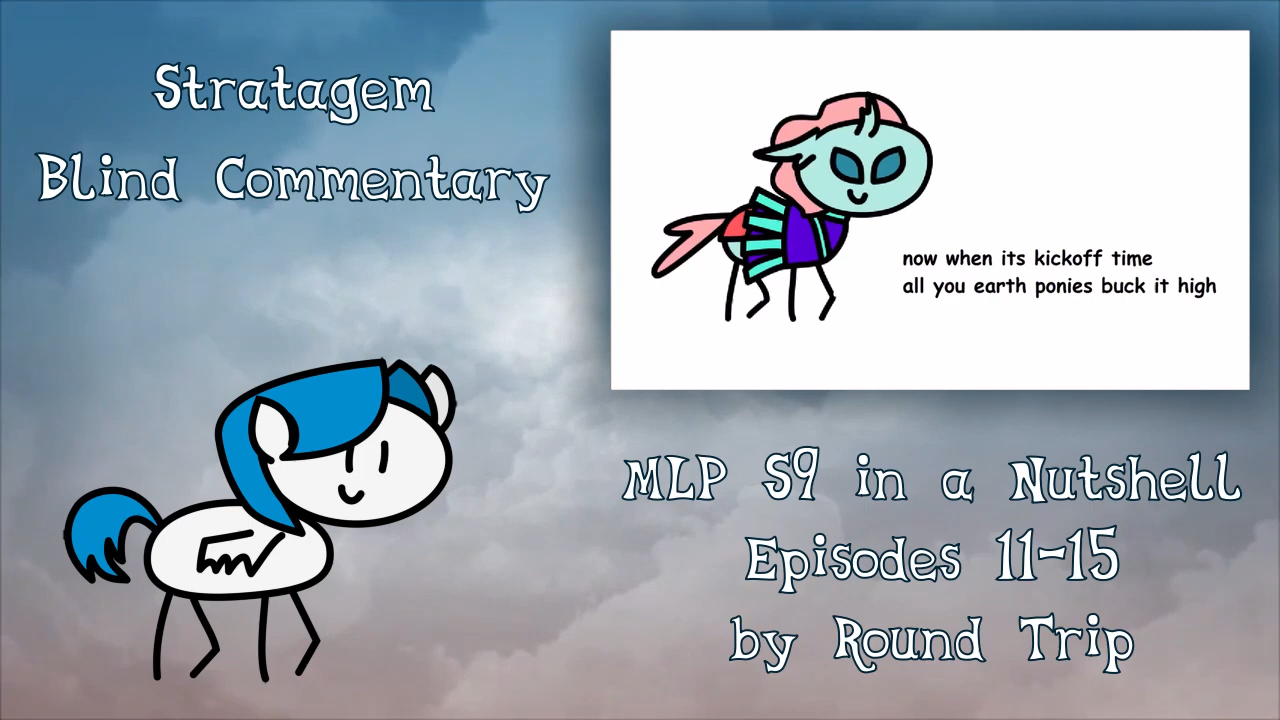 Stratagem
Blind Commentary
now when its kickoff time
all you earth ponies buck it high
MLP S9 in a Nutshell
Episodes 11-15
by Round Trip